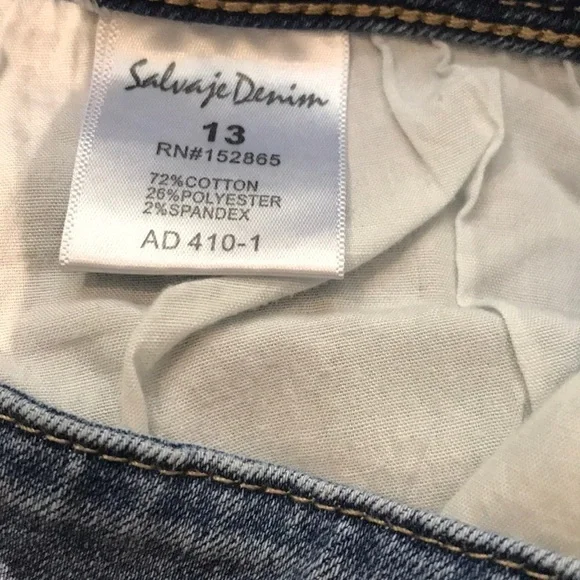 Salvaje Denim
13
RN#152865
72%COTTON
26%POLYESTER
2%SPANDEX
AD 410-1